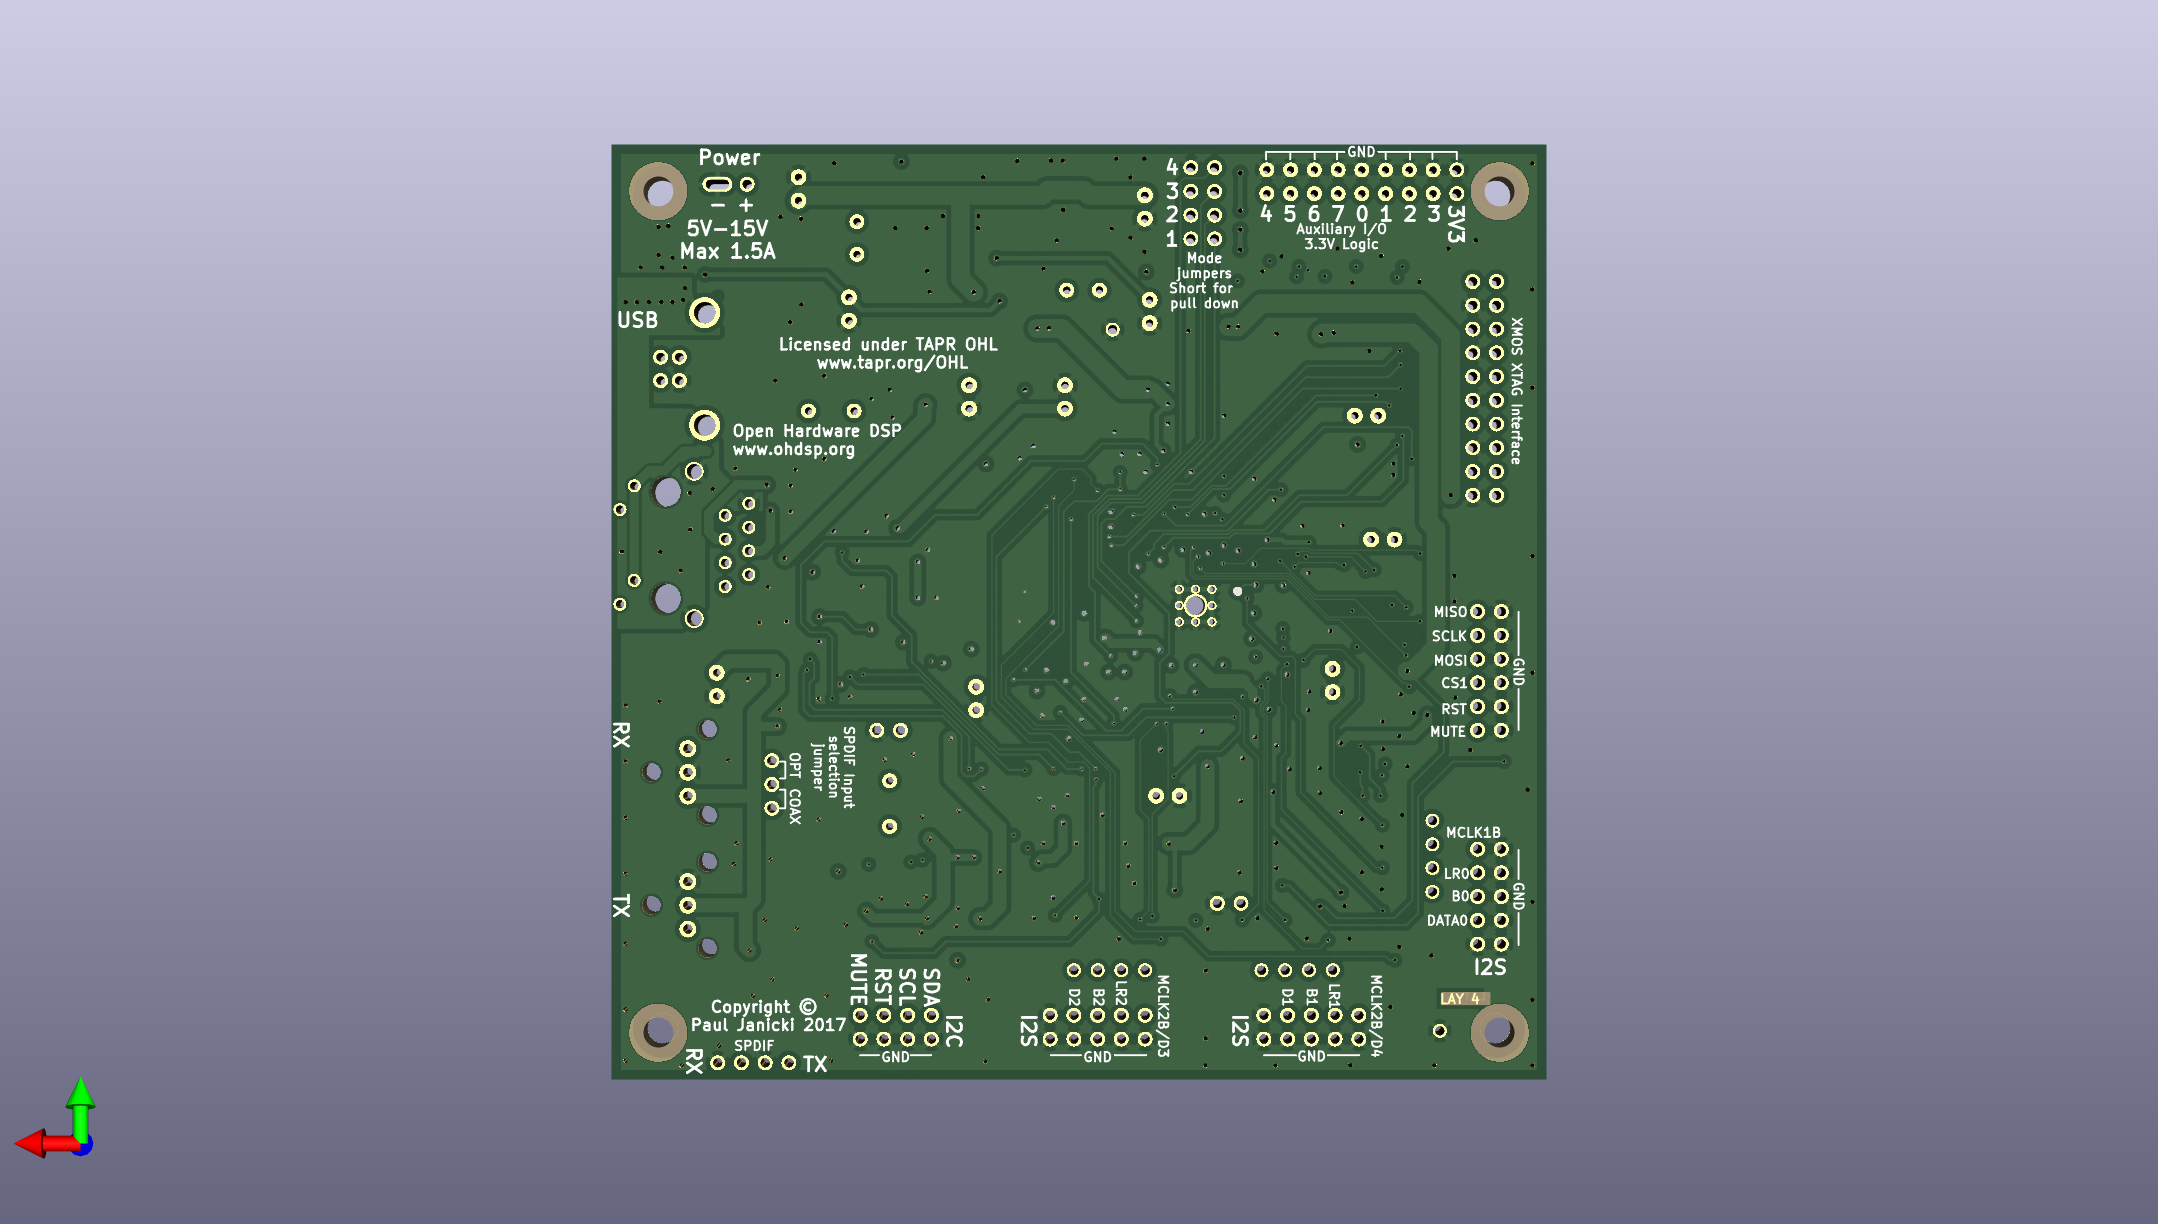 Power
- +
5V-15V
Max 1.5A
4
3
2
1
Mode
jumpers
Short for
pull down
GND
4 5 6 7 0 1 2 3 3V3
Auxiliary I/O
3.3V Logic
USB
Licensed under TAPR OHL
www.tapr.org/OHL
XMOS XTAG Interface
Open Hardware DSP
www.ohdsp.org
MISO
SCLK
MOSI
CS1
RST
MUTE
GND
RX
OPT COAX
SPDIF Input
selection
jumper
TX
MCLK1B
LR0
B0
DATA0
GND
I2S
LAY 4
MUTE
RST
SCL
SDA
I2C
GND
D2
B2
LR2
MCLK2B/D3
I2S
GND
D1
B1
LR1
MCLK2B/D4
I2S
GND
Copyright ©
Paul Janicki 2017
SPDIF
RX
TX